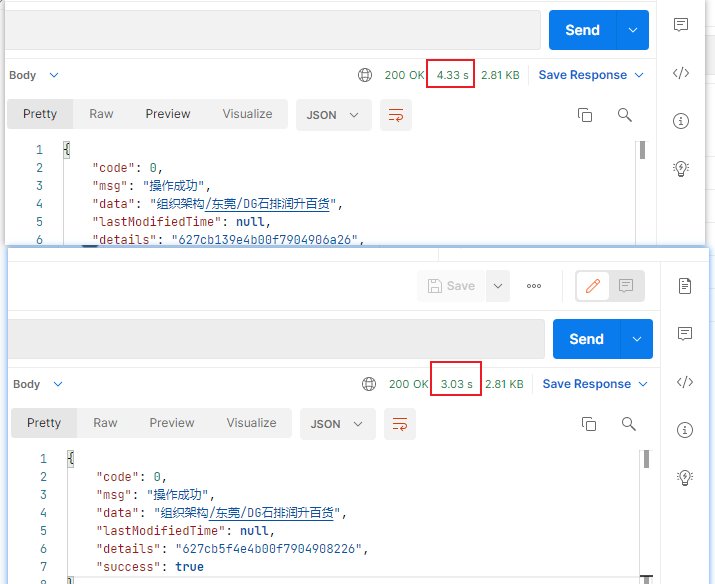 Send
Body 200 OK 4.33 s 2.81 KB Save Response
Pretty Raw Preview Visualize JSON
1 {
2 "code": 0,
3 "msg": "操作成功",
4 "data": "组织架构/东莞/DG石排润升百货",
5 "lastModifiedTime": null,
6 "details": "627cb139e4b00f7904906a26",
Save
Send
Body 200 OK 3.03 s 2.81 KB Save Response
Pretty Raw Preview Visualize JSON
1 {
2 "code": 0,
3 "msg": "操作成功",
4 "data": "组织架构/东莞/DG石排润升百货",
5 "lastModifiedTime": null,
6 "details": "627cb5f4e4b00f7904908226",
7 "success": true
8 }